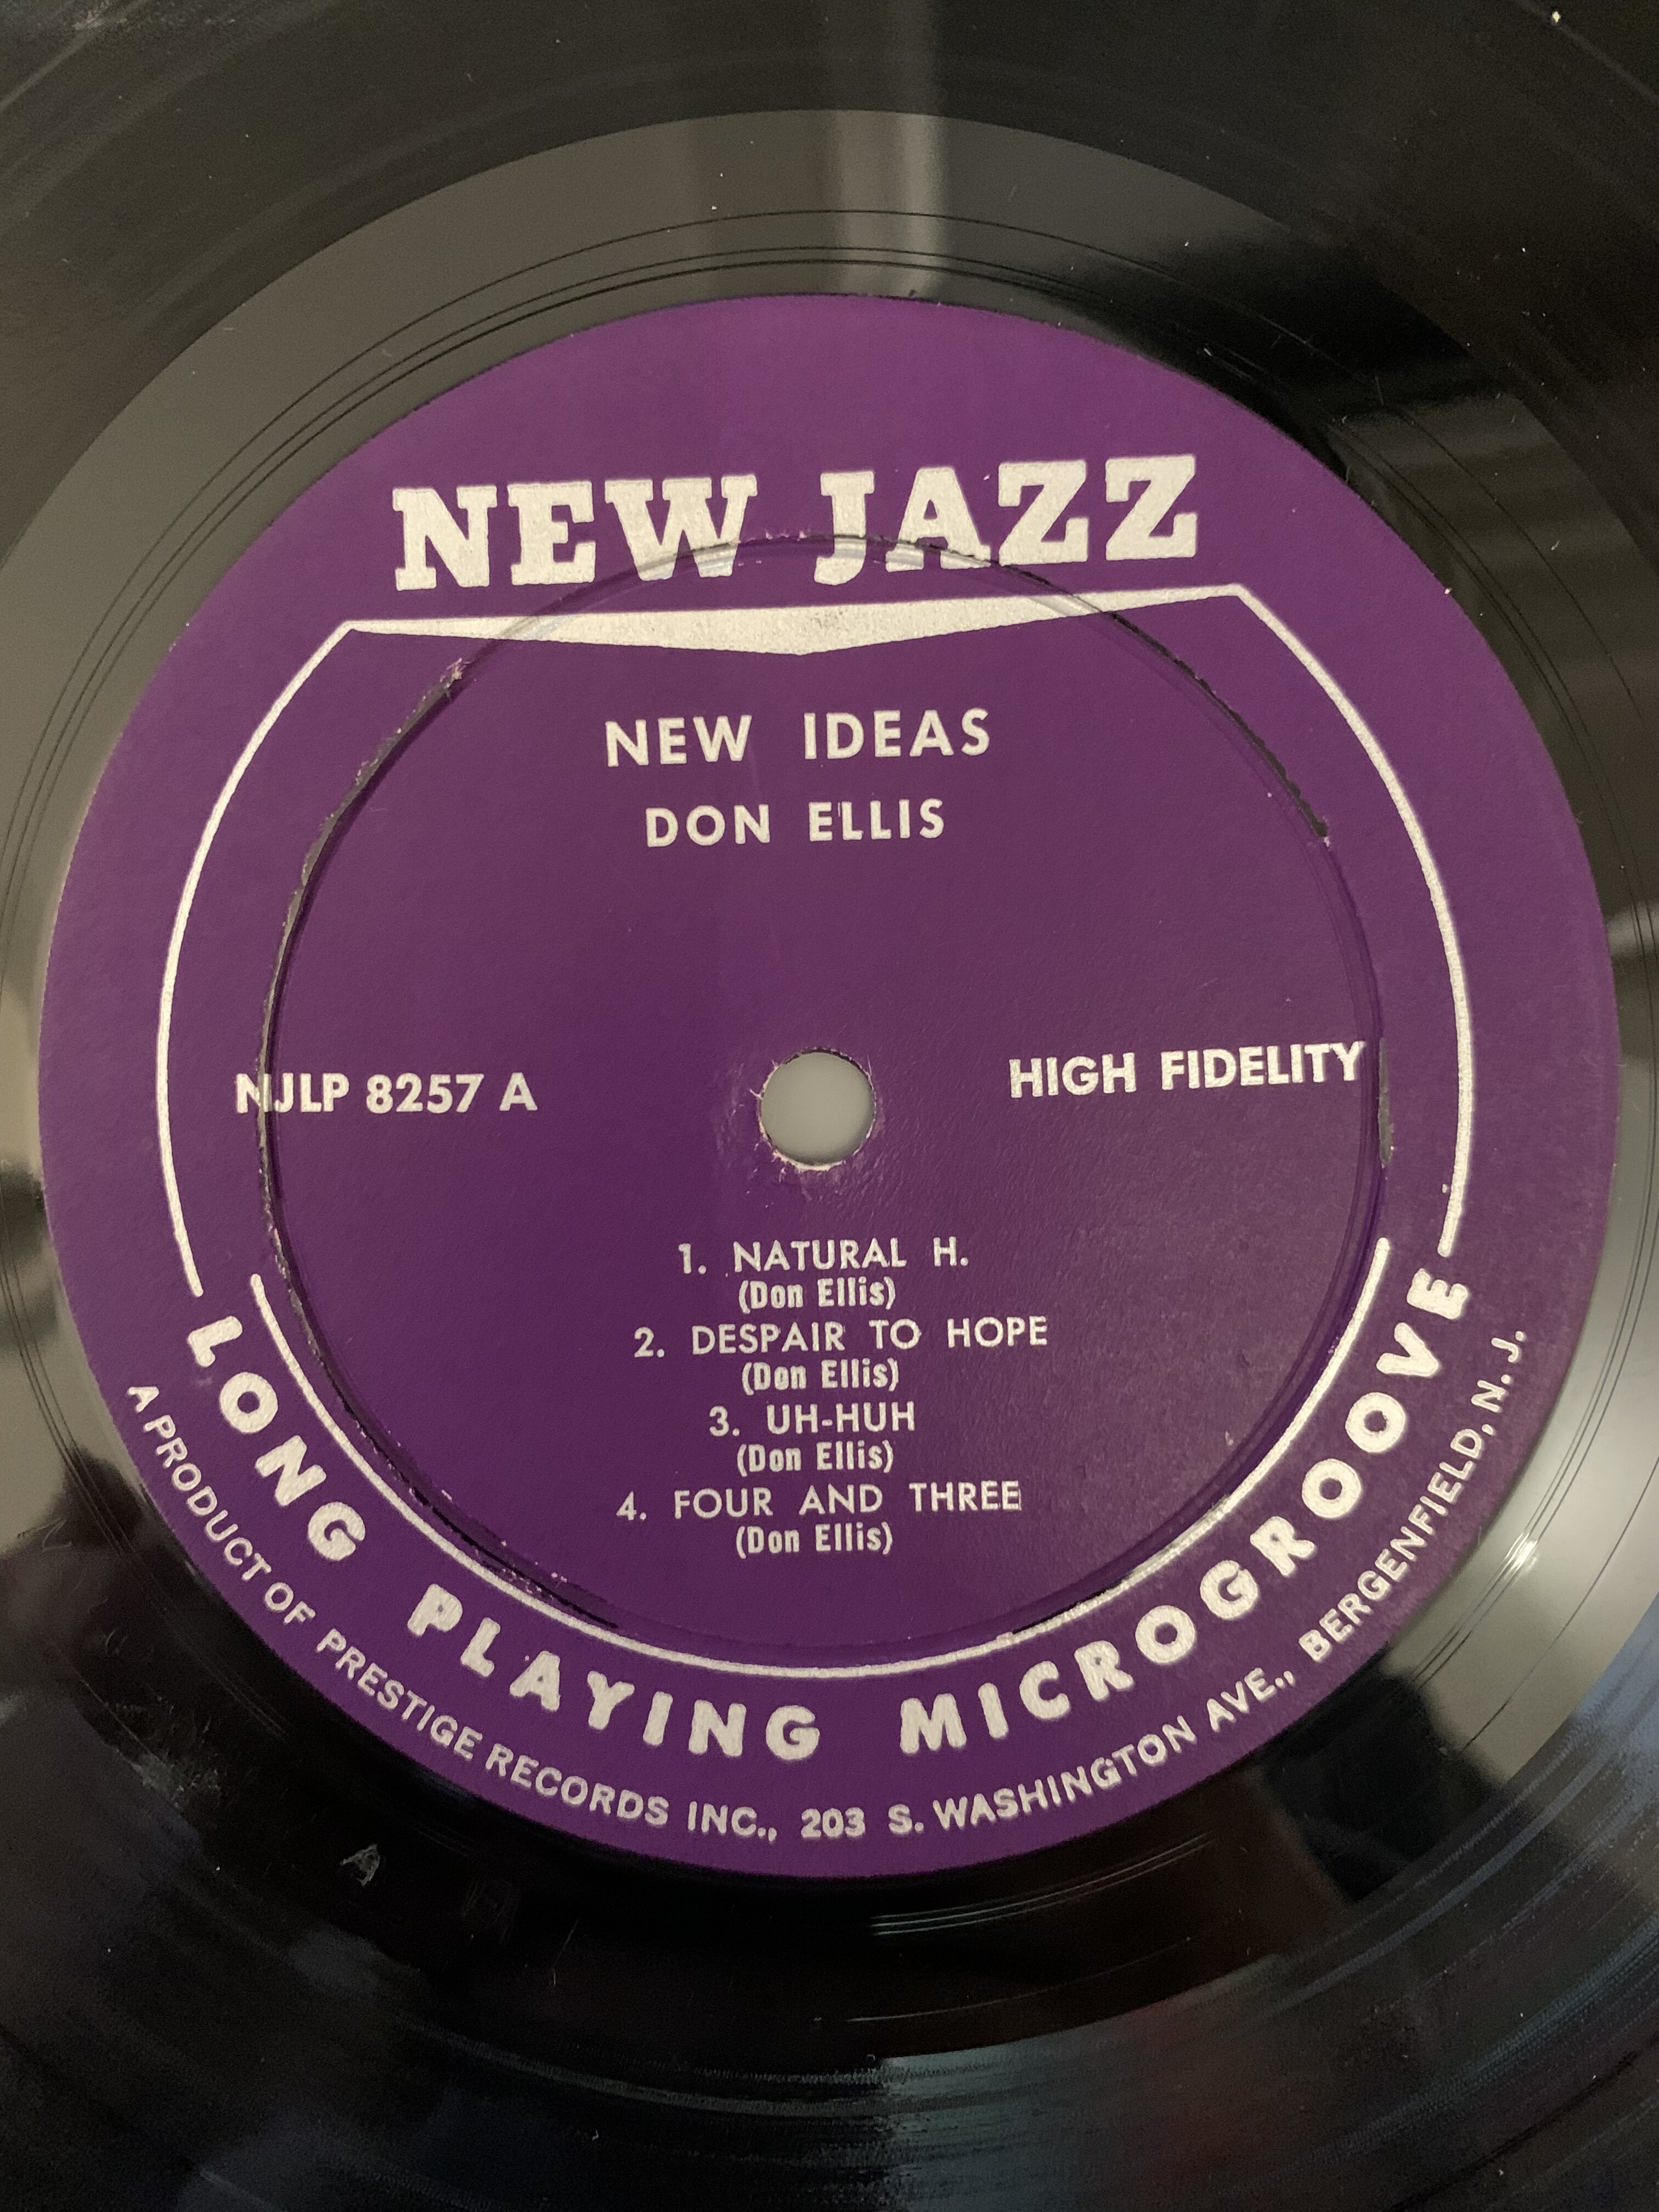 NEW JAZZ
NEW IDEAS
DON ELLIS
NJLP 8257 A
HIGH FIDELITY
1. NATURAL H.
(Don Ellis)
2. DESPAIR TO HOPE
(Don Ellis)
3. UH-HUH
(Don Ellis)
4. FOUR AND THREE
(Don Ellis)
LONG PLAYING MICROGROOVE
A PRODUCT OF PRESTIGE RECORDS INC., 203 S. WASHINGTON AVE., BERGENFIELD, N. J.
A